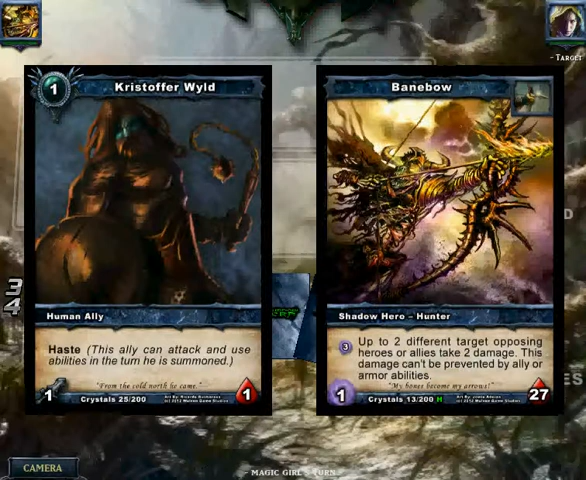 - TARGET
1
Kristoffer Wyld
Banebow
3
4
Human Ally
Haste (This ally can attack and use
abilities in the turn he is summoned.)
"From the cold north he came."
1
Crystals 25/200
1
Shadow Hero – Hunter
3
Up to 2 different target opposing
heroes or allies take 2 damage. This
damage can't be prevented by ally or
armor abilities.
"My bones become my arrows!"
1
Crystals 13/200 H
27
CAMERA
- MAGIC GIRL'S TURN -